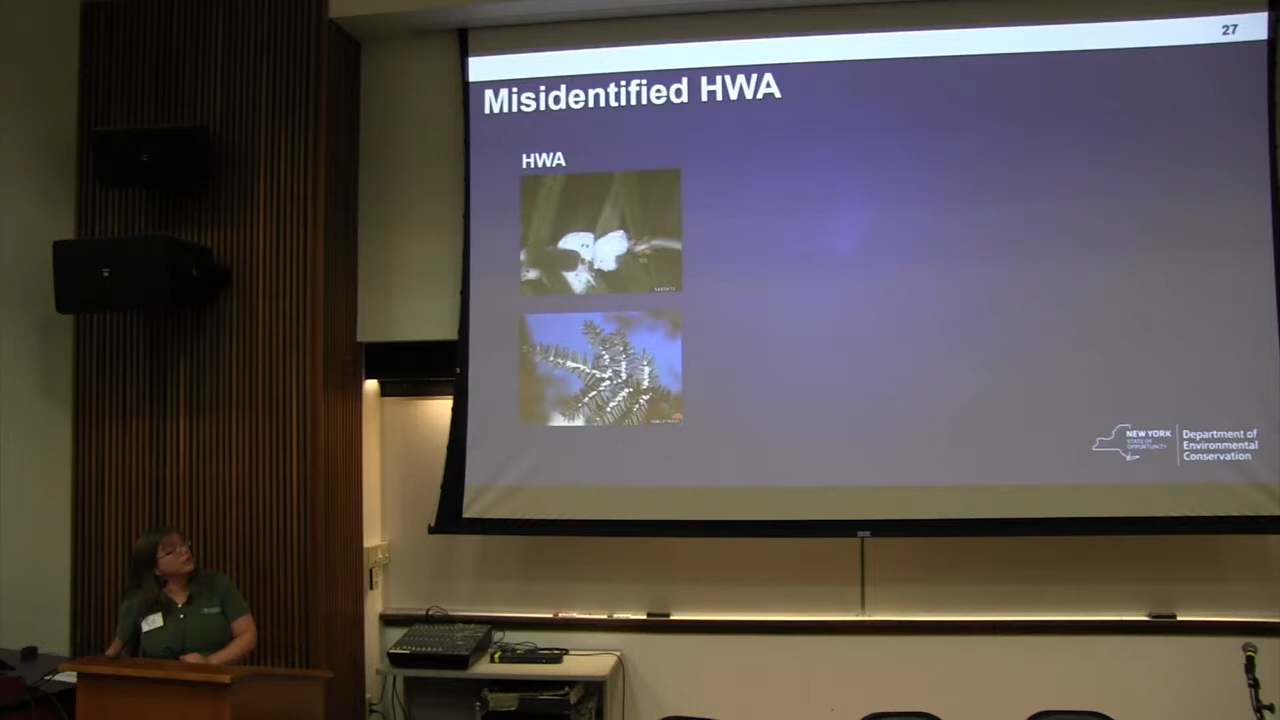 27
Misidentified HWA
HWA
NEW YORK
STATE OF
OPPORTUNITY
Department of
Environmental
Conservation